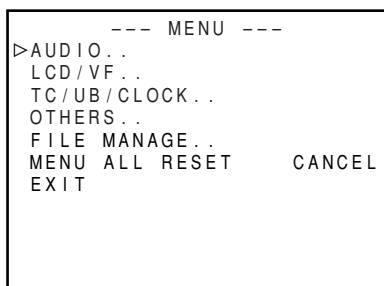 --- MENU ---
▷AUDIO..
LCD/VF..
TC/UB/CLOCK..
OTHERS..
FILE MANAGE..
MENU ALL RESET CANCEL
EXIT